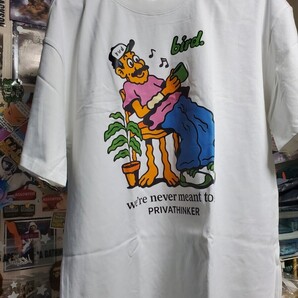 bird.
we're never meant to
PRIVATHINKER